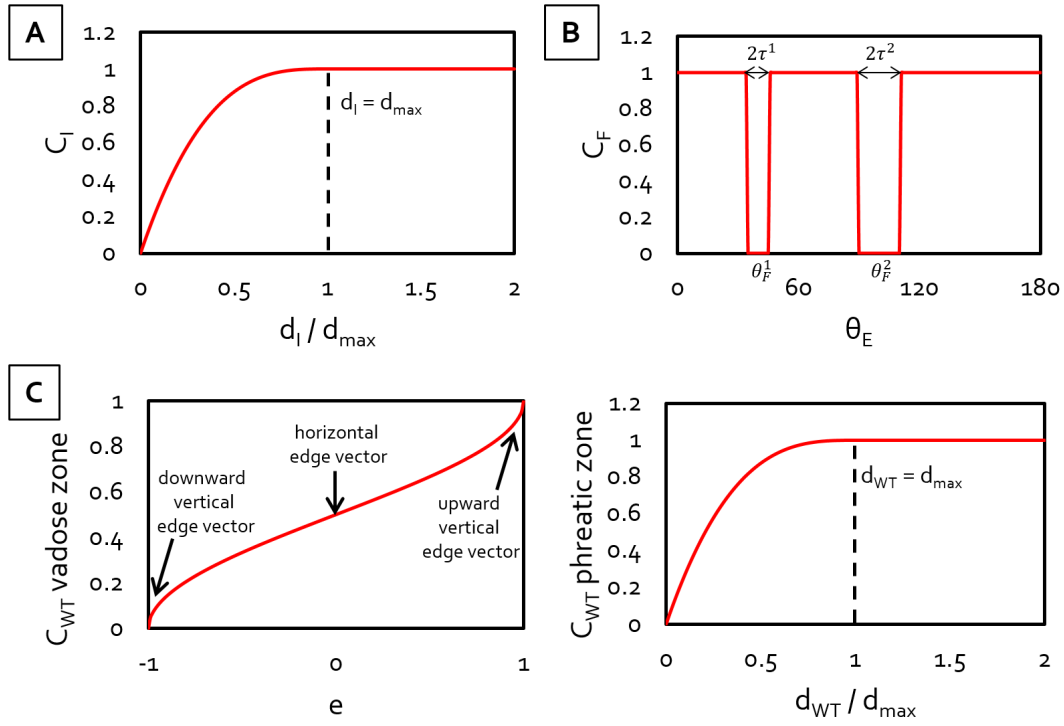 A
1.2
1
0.8
0.6
0.4
0.2
0
C_I
d_I = d_max
0
0.5
1
1.5
2
d_I / d_max
B
1.2
1
0.8
0.6
0.4
0.2
0
C_F
2τ¹
2τ²
θ_F^1
θ_F^2
0
60
120
180
θ_E
C
1
0.8
0.6
0.4
0.2
0
C_WT vadose zone
downward
vertical
edge vector
horizontal
edge vector
upward
vertical
edge vector
-1
0
1
e
1.2
1
0.8
0.6
0.4
0.2
0
C_WT phreatic zone
d_WT = d_max
0
0.5
1
1.5
2
d_WT / d_max